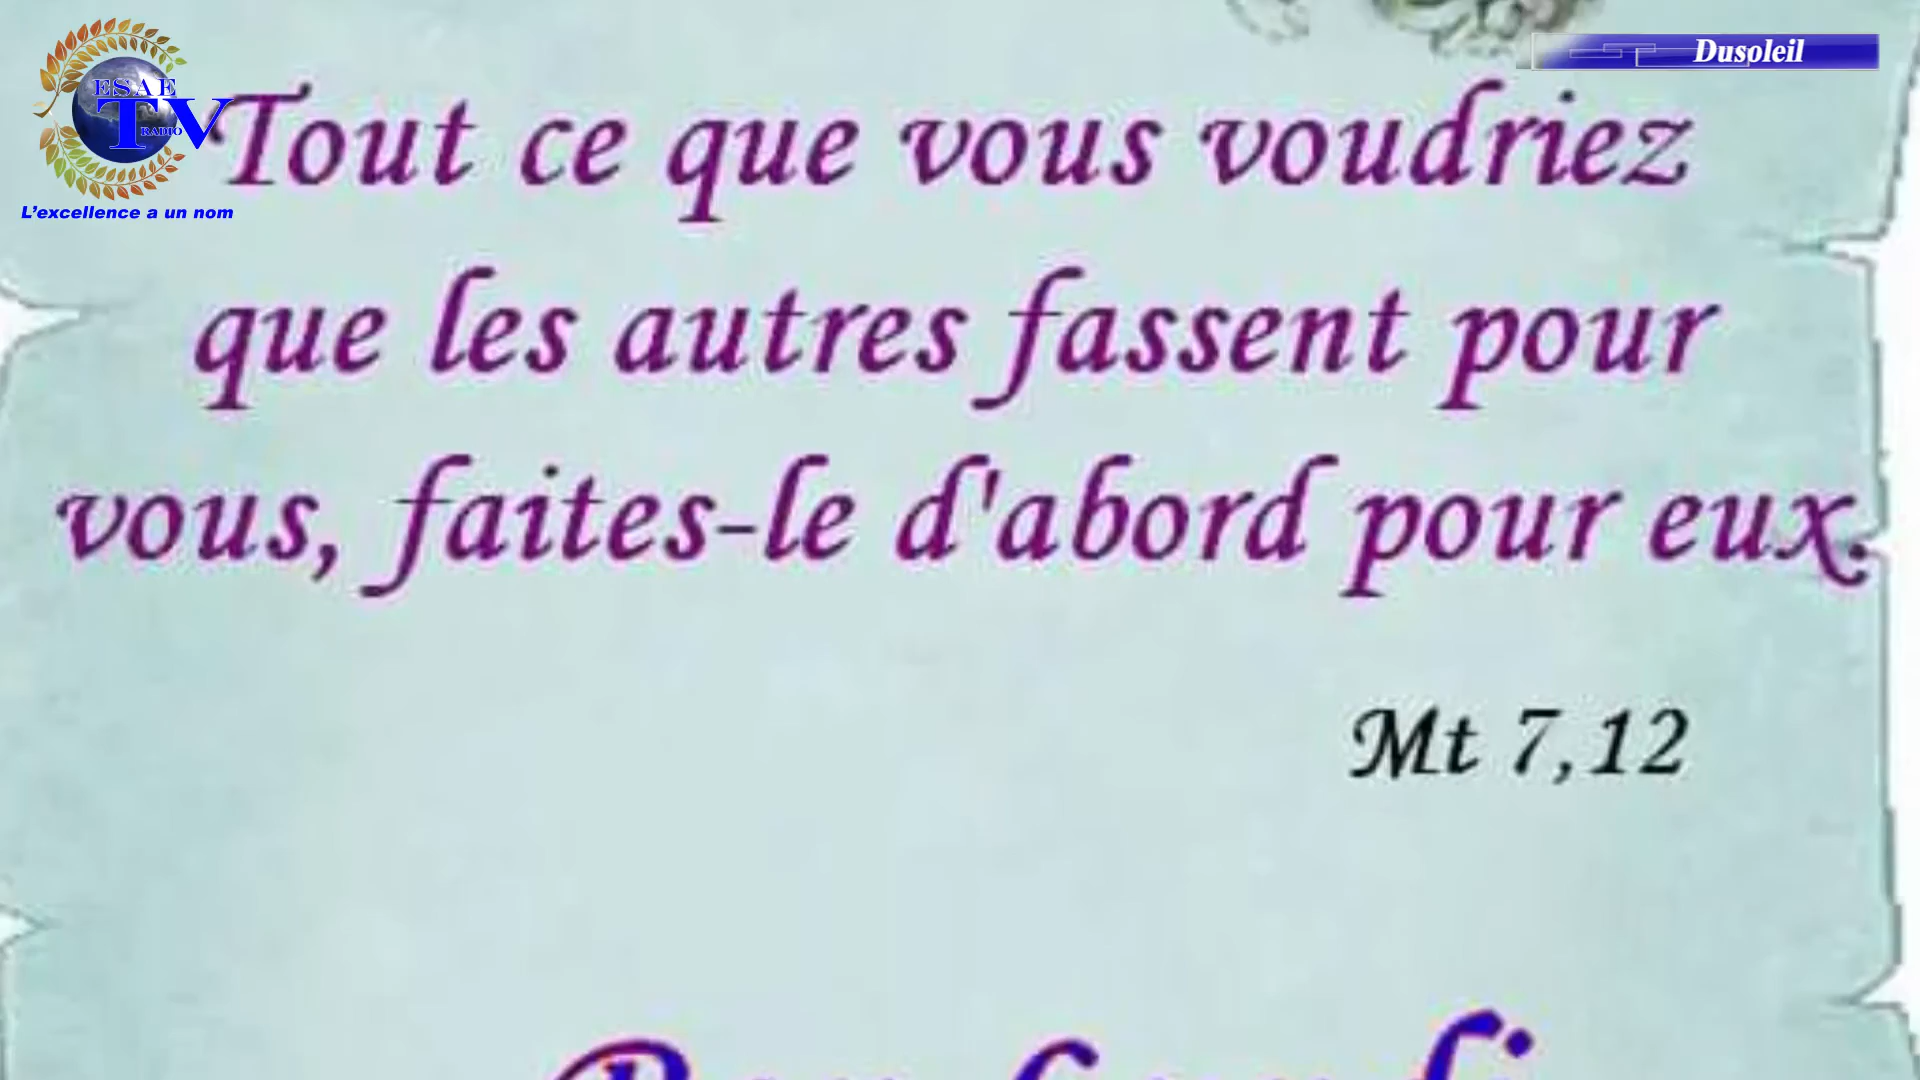 Dusoleil
ESAE
TV
RADIO
L'excellence a un nom
Tout ce que vous voudriez
que les autres fassent pour
vous, faites-le d'abord pour eux.
Mt 7,12